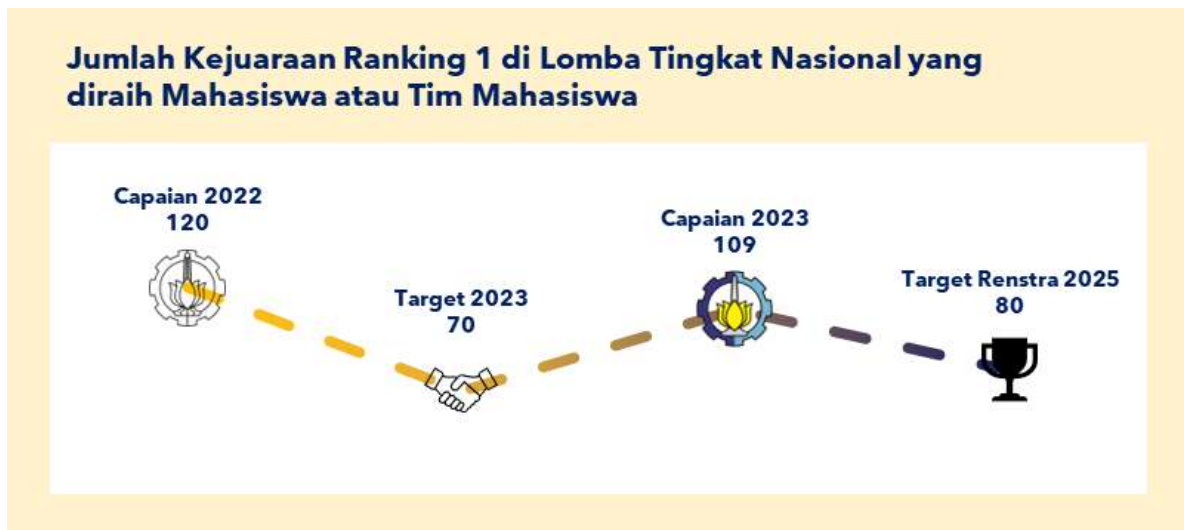 Jumlah Kejuaraan Ranking 1 di Lomba Tingkat Nasional yang
diraih Mahasiswa atau Tim Mahasiswa
Capaian 2022
120
Target 2023
70
Capaian 2023
109
Target Renstra 2025
80